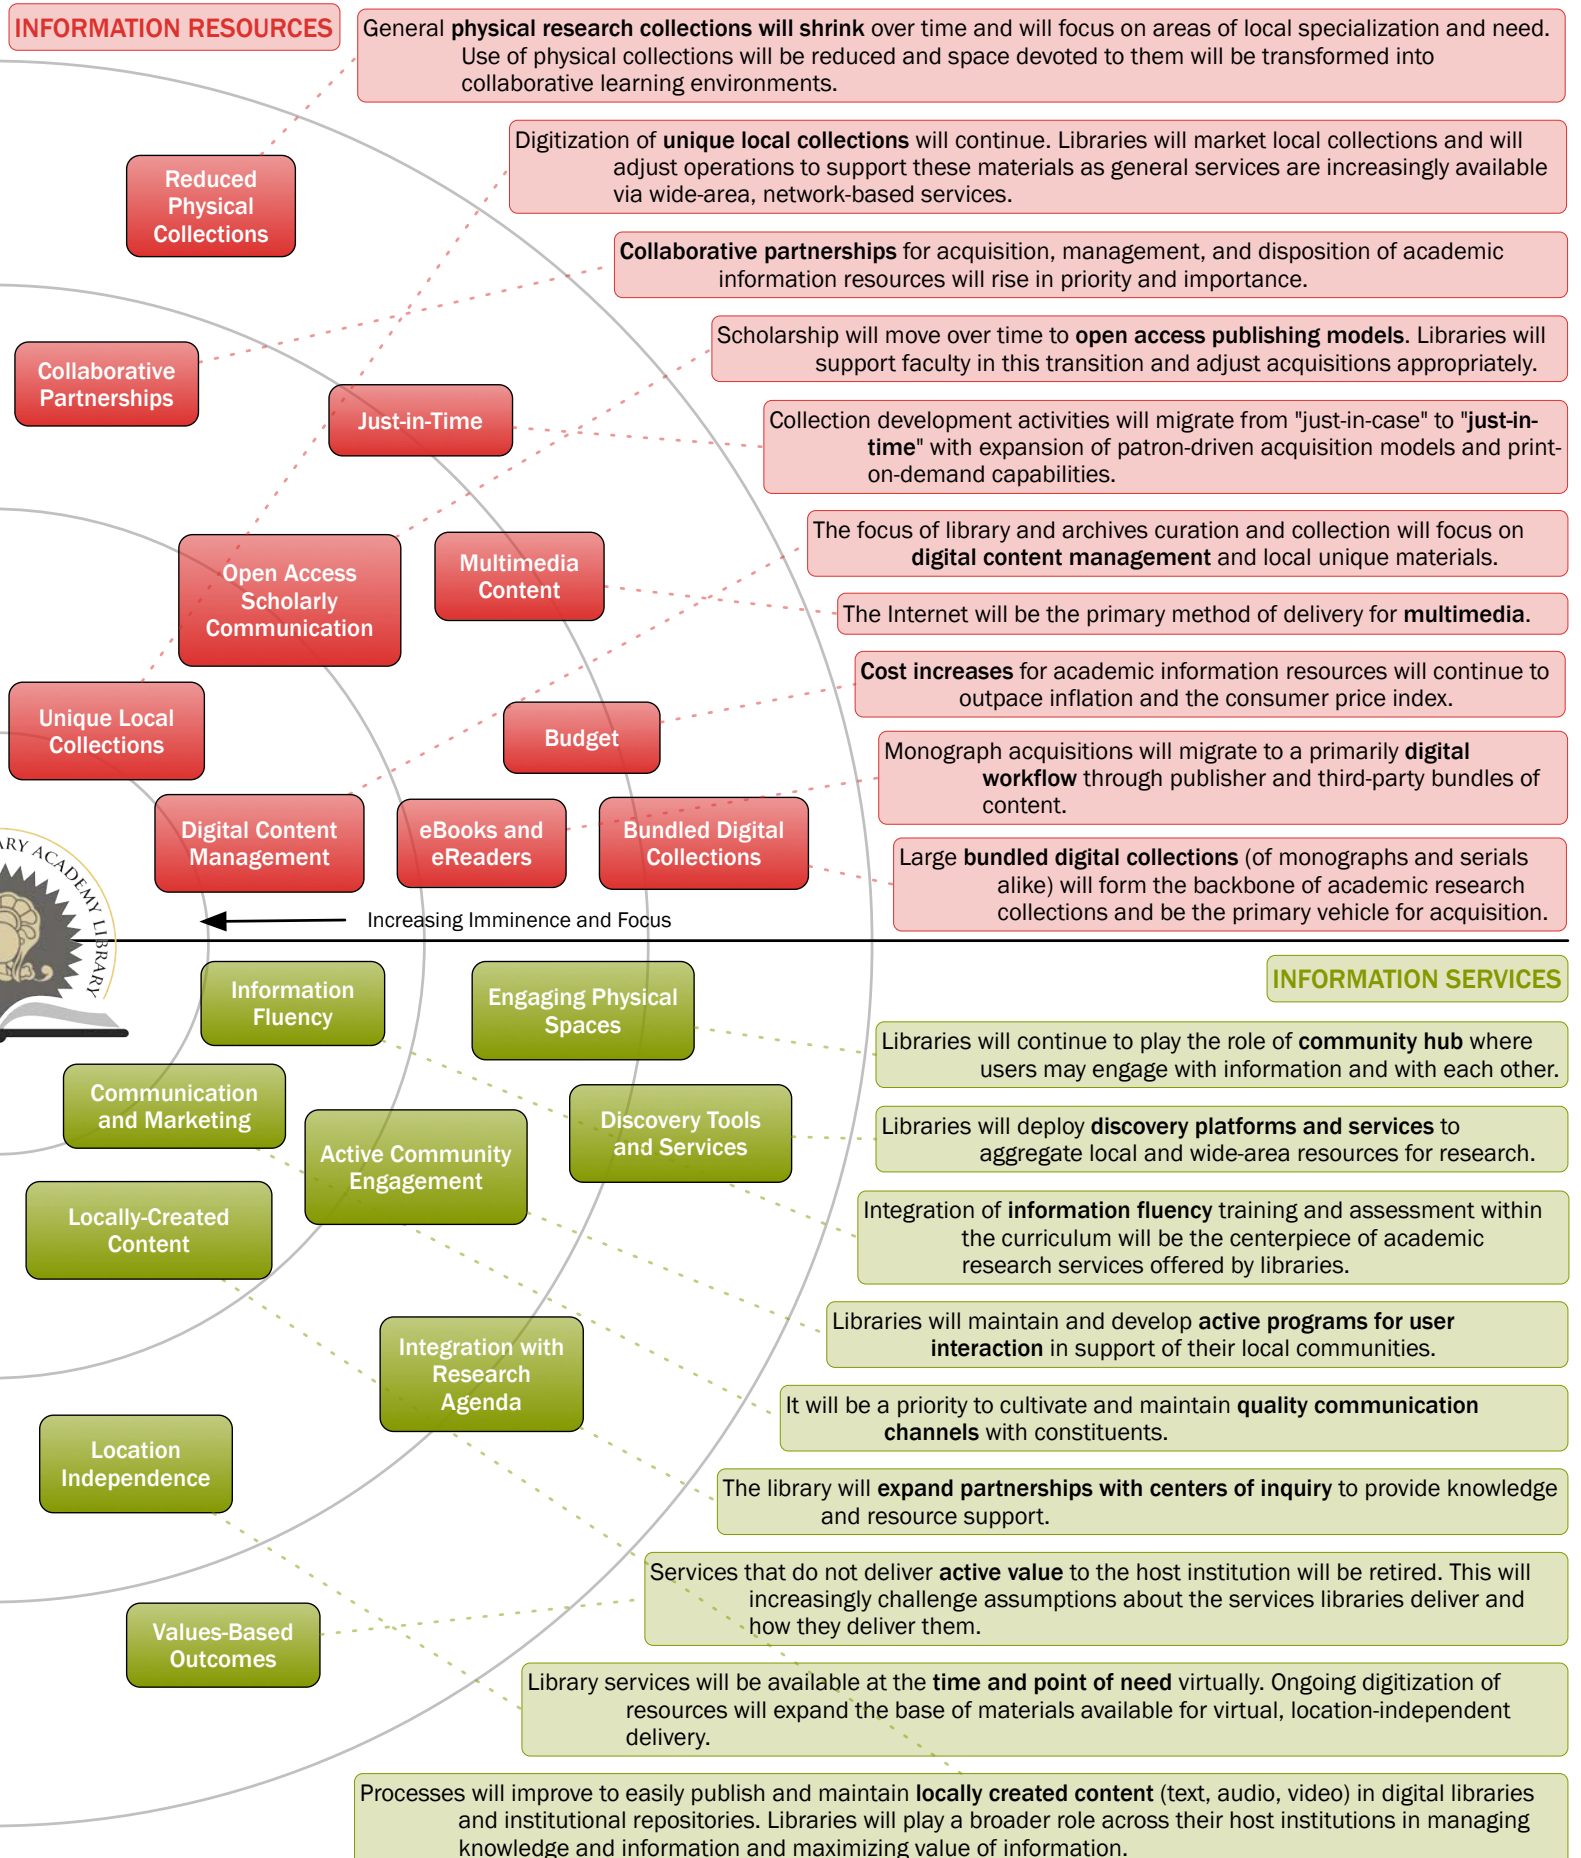 INFORMATION RESOURCES
General physical research collections will shrink over time and will focus on areas of local specialization and need.
Use of physical collections will be reduced and space devoted to them will be transformed into
collaborative learning environments.
Digitization of unique local collections will continue. Libraries will market local collections and will
adjust operations to support these materials as general services are increasingly available
via wide-area, network-based services.
Reduced
Physical
Collections
Collaborative partnerships for acquisition, management, and disposition of academic
information resources will rise in priority and importance.
Scholarship will move over time to open access publishing models. Libraries will
support faculty in this transition and adjust acquisitions appropriately.
Collaborative
Partnerships
Just-in-Time
Collection development activities will migrate from "just-in-case" to "just-in-
time" with expansion of patron-driven acquisition models and print-
on-demand capabilities.
The focus of library and archives curation and collection will focus on
digital content management and local unique materials.
Open Access
Scholarly
Communication
Multimedia
Content
The Internet will be the primary method of delivery for multimedia.
Cost increases for academic information resources will continue to
outpace inflation and the consumer price index.
Unique Local
Collections
Budget
Monograph acquisitions will migrate to a primarily digital
workflow through publisher and third-party bundles of
content.
Digital Content
Management
eBooks and
eReaders
Bundled Digital
Collections
Large bundled digital collections (of monographs and serials
alike) will form the backbone of academic research
collections and be the primary vehicle for acquisition.
ACADEMY LIBRARY
Increasing Imminence and Focus
INFORMATION SERVICES
Information
Fluency
Engaging Physical
Spaces
Libraries will continue to play the role of community hub where
users may engage with information and with each other.
Communication
and Marketing
Active Community
Engagement
Discovery Tools
and Services
Libraries will deploy discovery platforms and services to
aggregate local and wide-area resources for research.
Locally-Created
Content
Integration of information fluency training and assessment within
the curriculum will be the centerpiece of academic
research services offered by libraries.
Libraries will maintain and develop active programs for user
interaction in support of their local communities.
Integration with
Research
Agenda
It will be a priority to cultivate and maintain quality communication
channels with constituents.
Location
Independence
The library will expand partnerships with centers of inquiry to provide knowledge
and resource support.
Services that do not deliver active value to the host institution will be retired. This will
increasingly challenge assumptions about the services libraries deliver and
how they deliver them.
Values-Based
Outcomes
Library services will be available at the time and point of need virtually. Ongoing digitization of
resources will expand the base of materials available for virtual, location-independent
delivery.
Processes will improve to easily publish and maintain locally created content (text, audio, video) in digital libraries
and institutional repositories. Libraries will play a broader role across their host institutions in managing
knowledge and information and maximizing value of information.